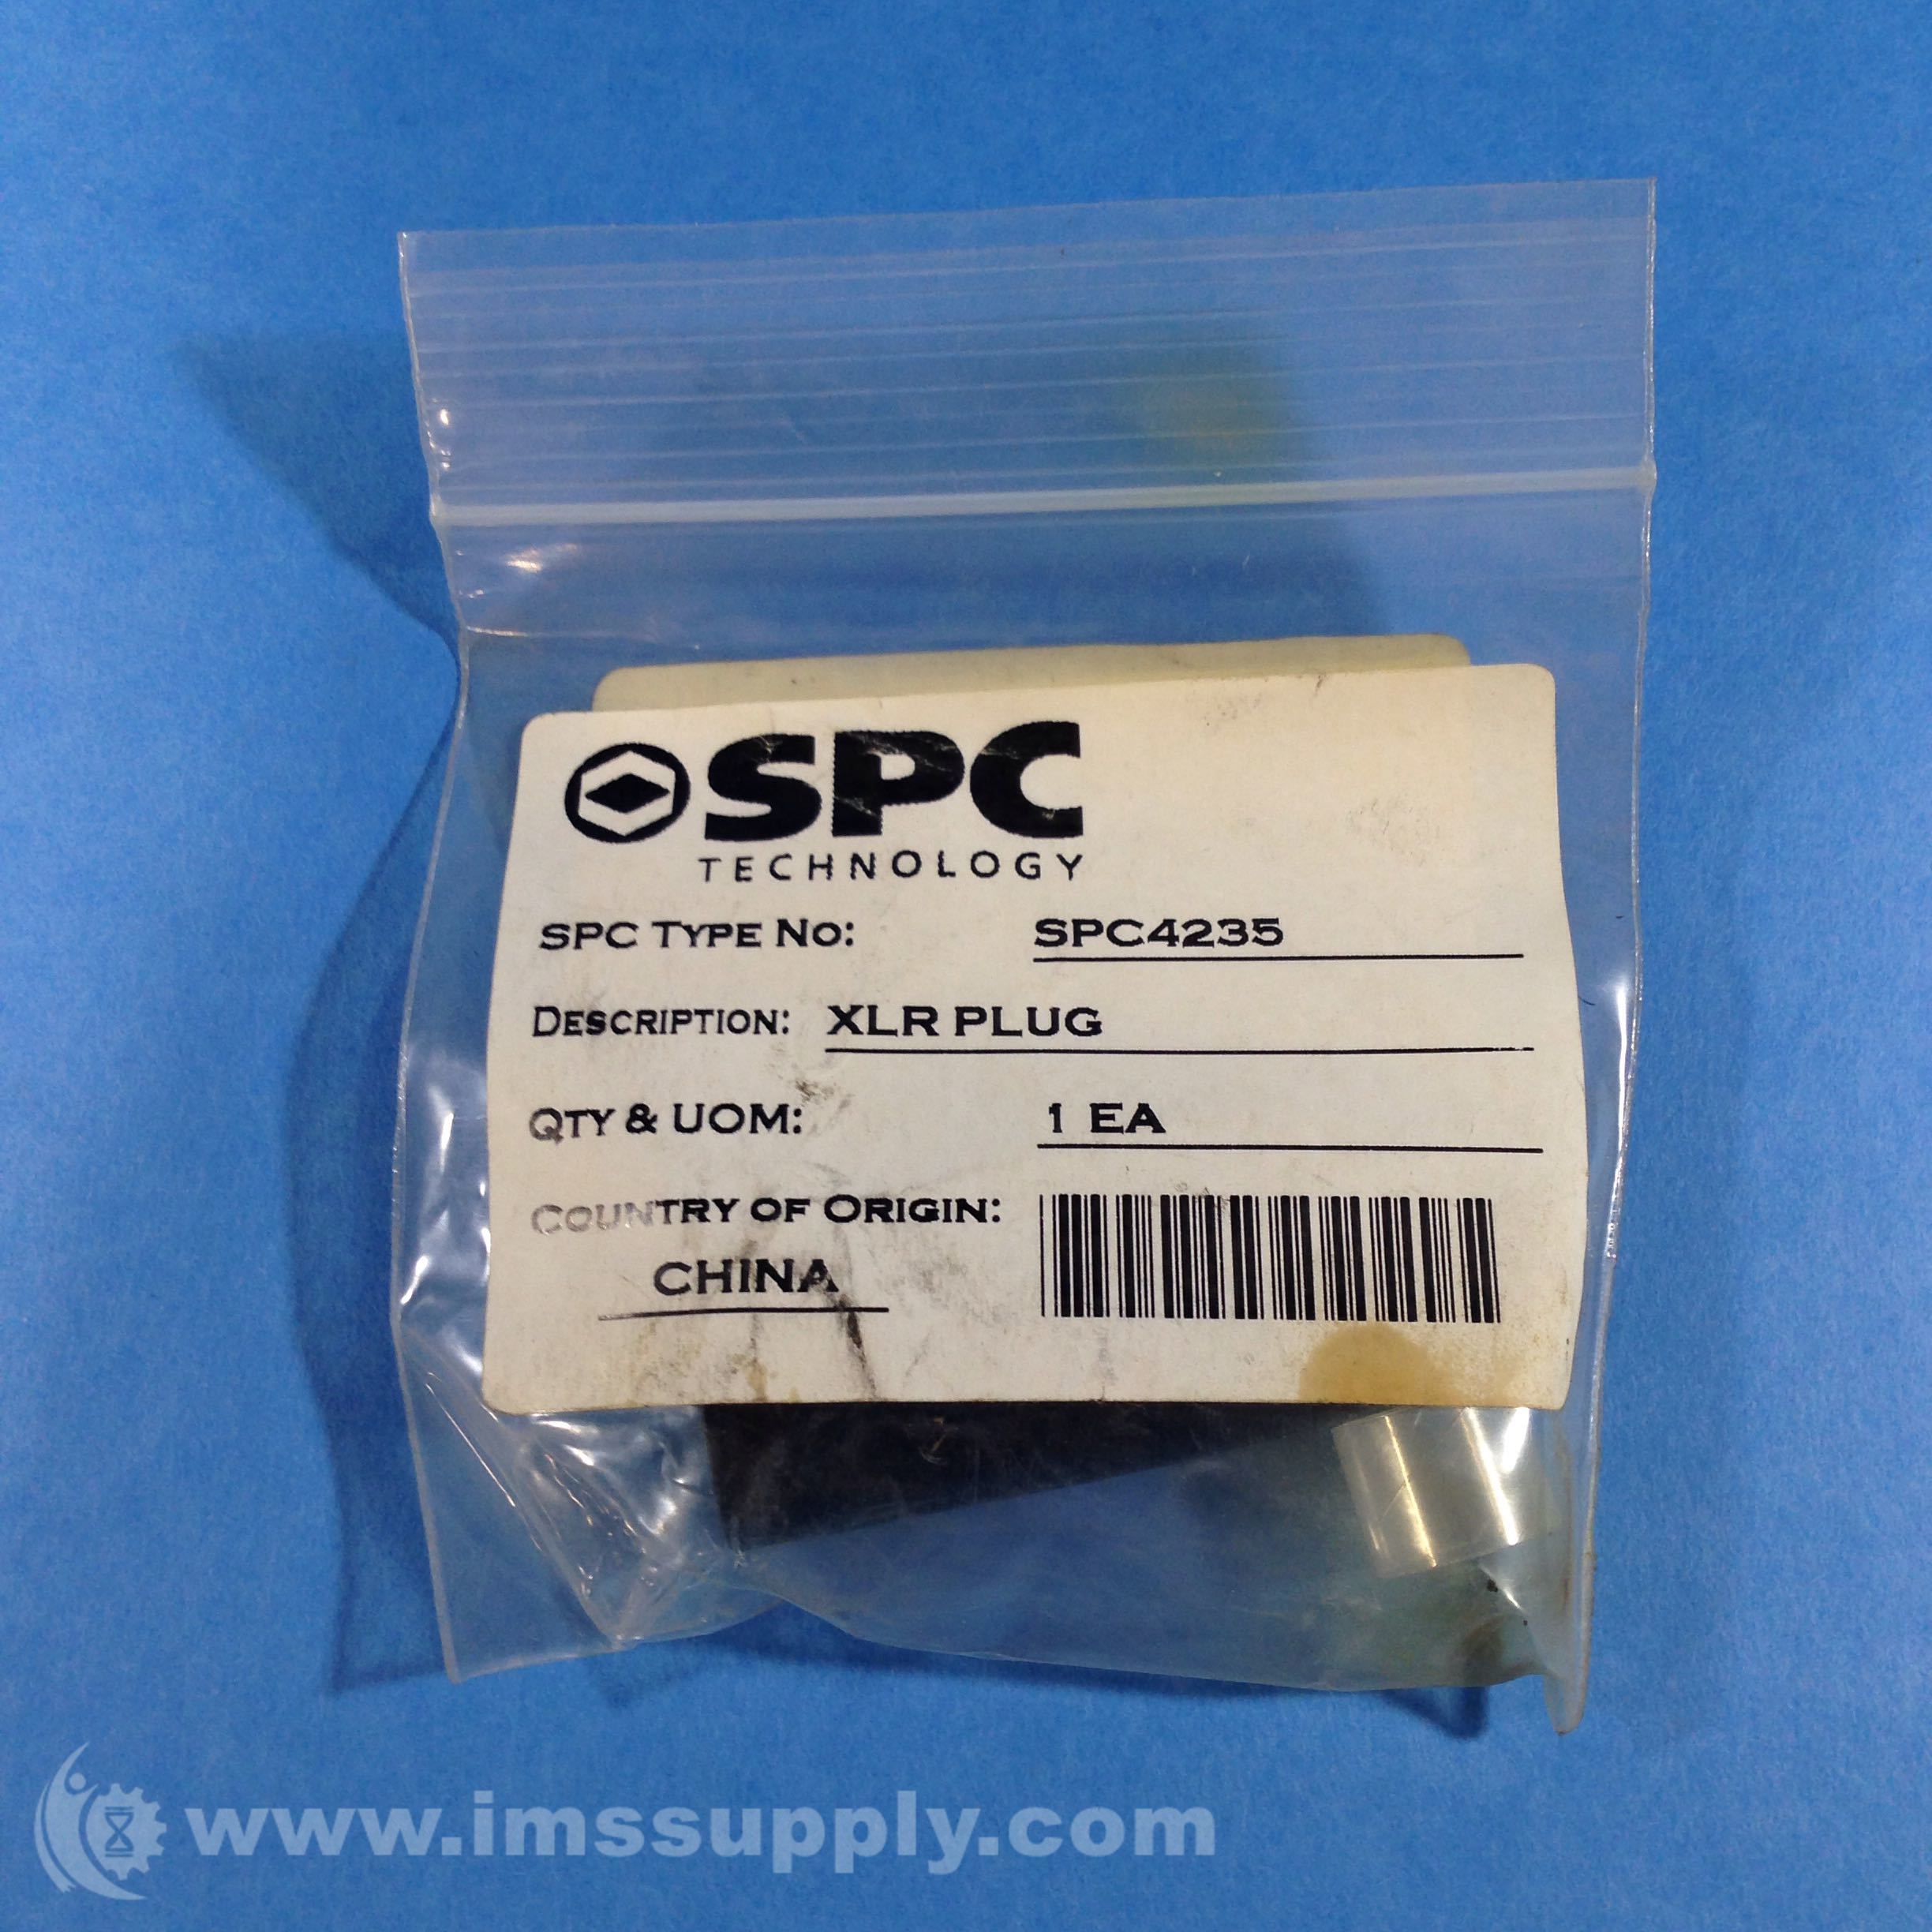 SPC
TECHNOLOGY
SPC TYPE NO: SPC4235
DESCRIPTION: XLR PLUG
QTY & UOM: 1 EA
COUNTRY OF ORIGIN:
CHINA
www.imssupply.com